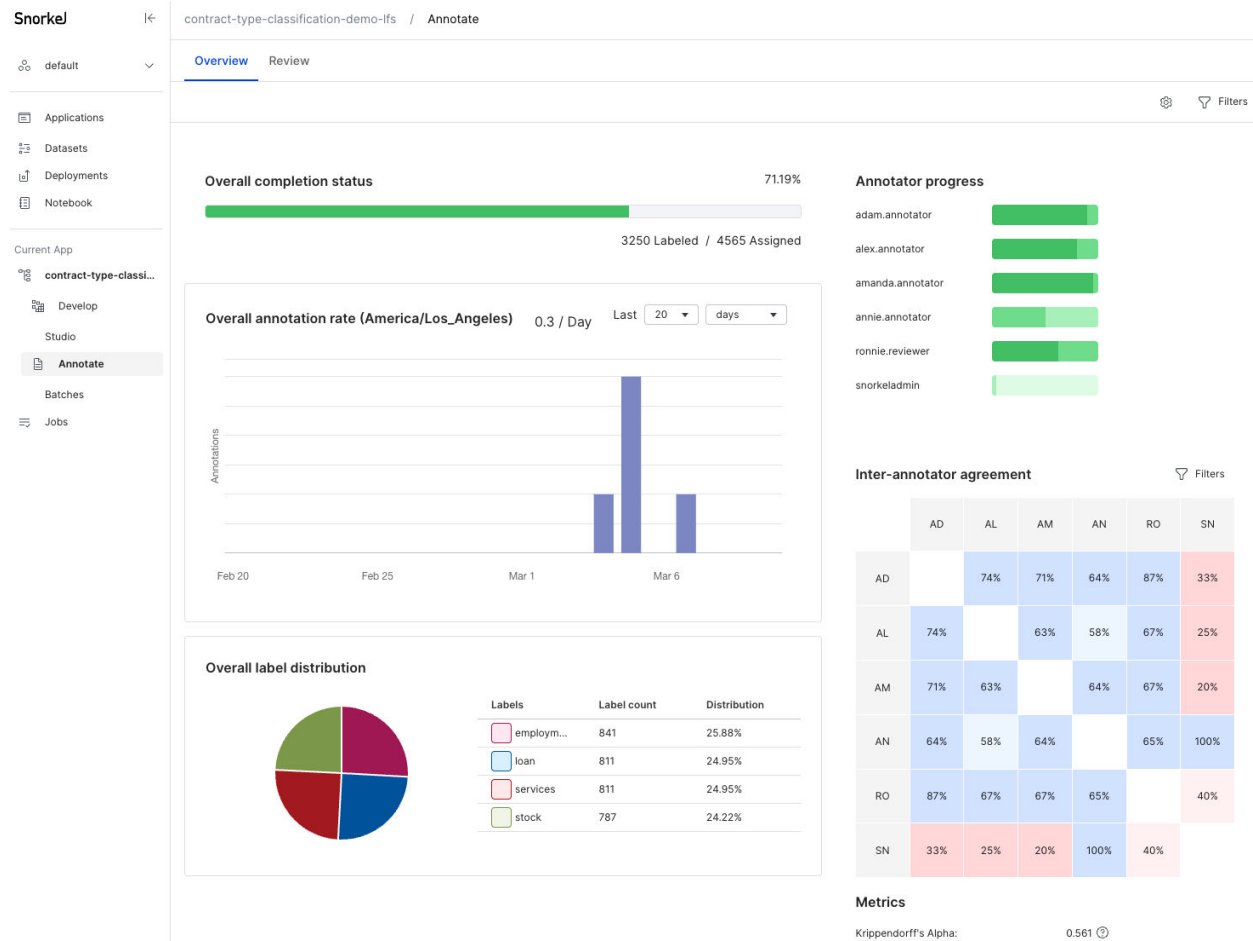 Snorkel
contract-type-classification-demo-lfs / Annotate
default
Overview Review
Filters
Applications
Datasets
Deployments
Notebook
Current App
contract-type-classi...
Develop
Studio
Annotate
Batches
Jobs
Overall completion status 71.19%
3250 Labeled / 4565 Assigned
Overall annotation rate (America/Los_Angeles) 0.3 / Day Last 20 days
Annotations
Feb 20 Feb 25 Mar 1 Mar 6
Overall label distribution
Labels Label count Distribution
employm... 841 25.88%
loan 811 24.95%
services 811 24.95%
stock 787 24.22%
Annotator progress
adam.annotator
alex.annotator
amanda.annotator
annie.annotator
ronnie.reviewer
snorkeladmin
Inter-annotator agreement Filters
AD AL AM AN RO SN
AD 74% 71% 64% 87% 33%
AL 74% 63% 58% 67% 25%
AM 71% 63% 64% 67% 20%
AN 64% 58% 64% 65% 100%
RO 87% 67% 67% 65% 40%
SN 33% 25% 20% 100% 40%
Metrics
Krippendorff's Alpha: 0.561 ?